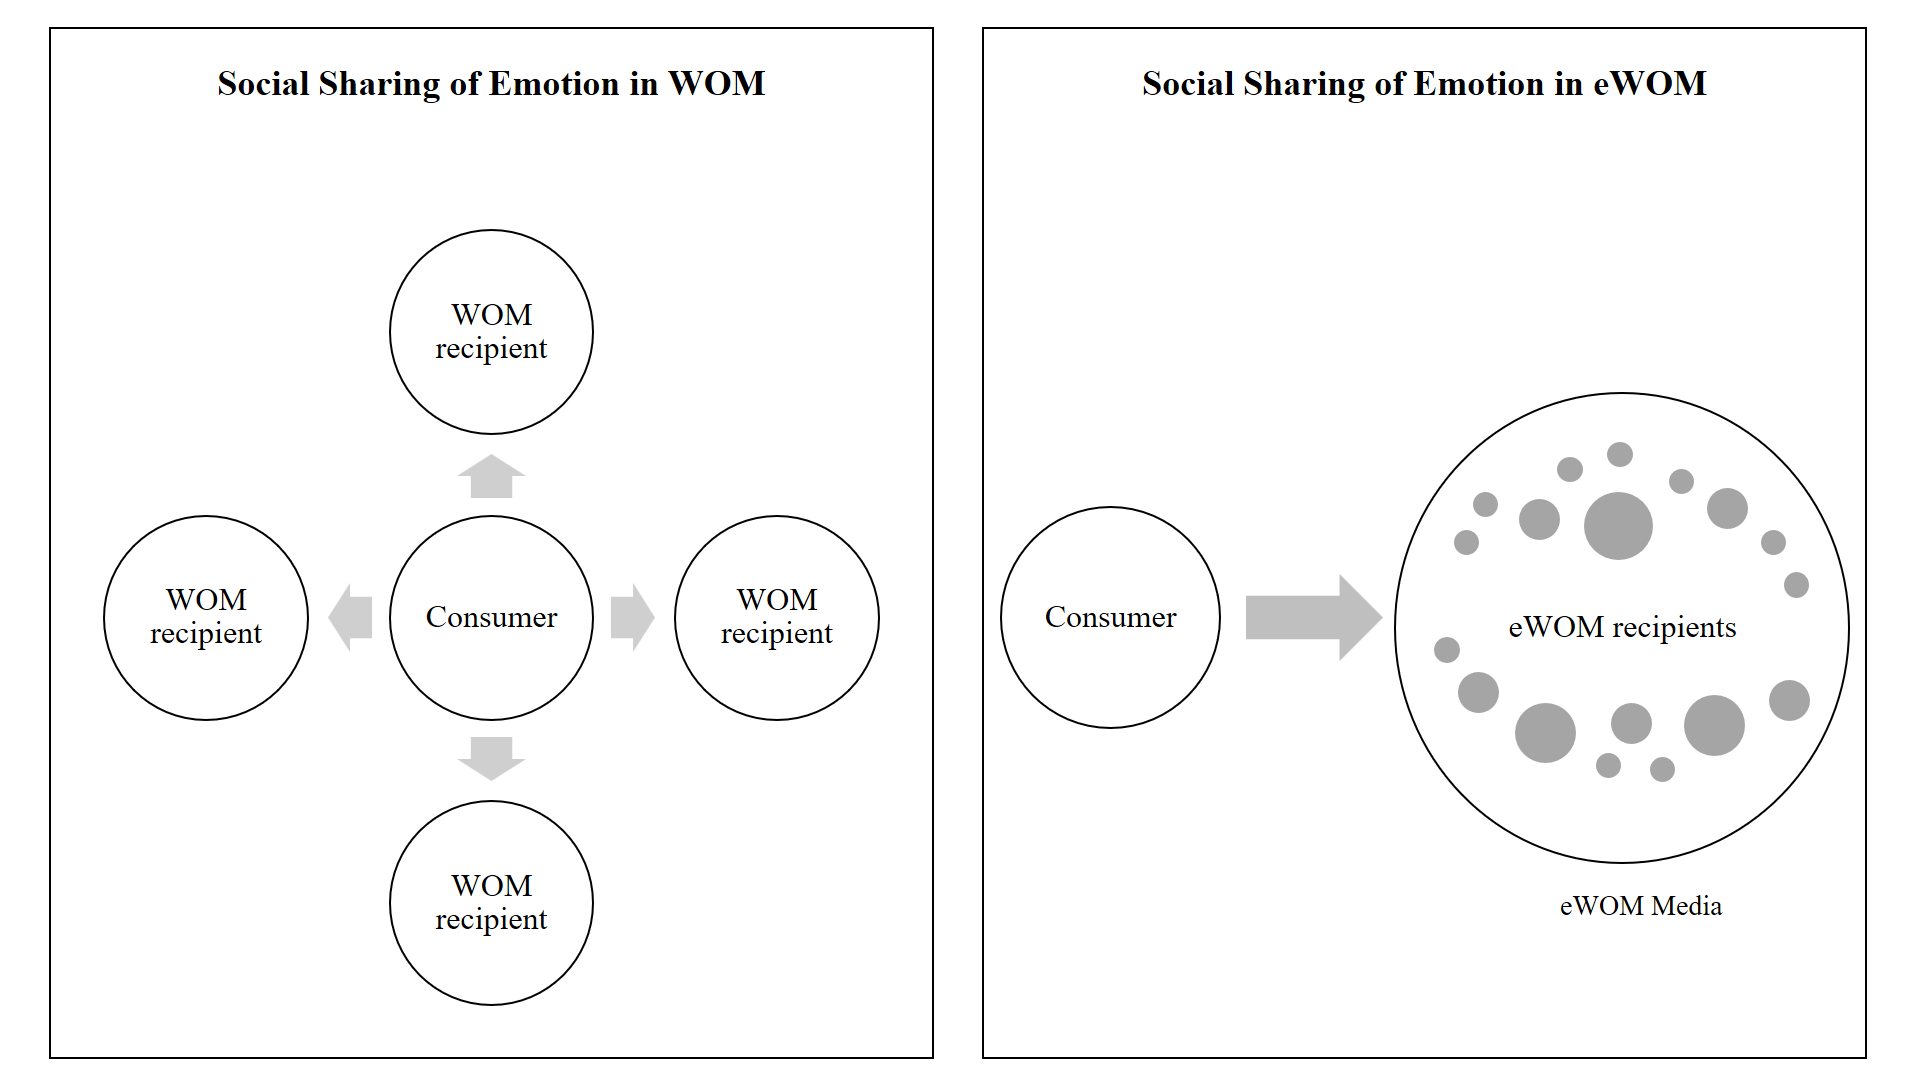 Social Sharing of Emotion in WOM
WOM
recipient
WOM
recipient
Consumer
WOM
recipient
WOM
recipient
Social Sharing of Emotion in eWOM
Consumer
eWOM recipients
eWOM Media